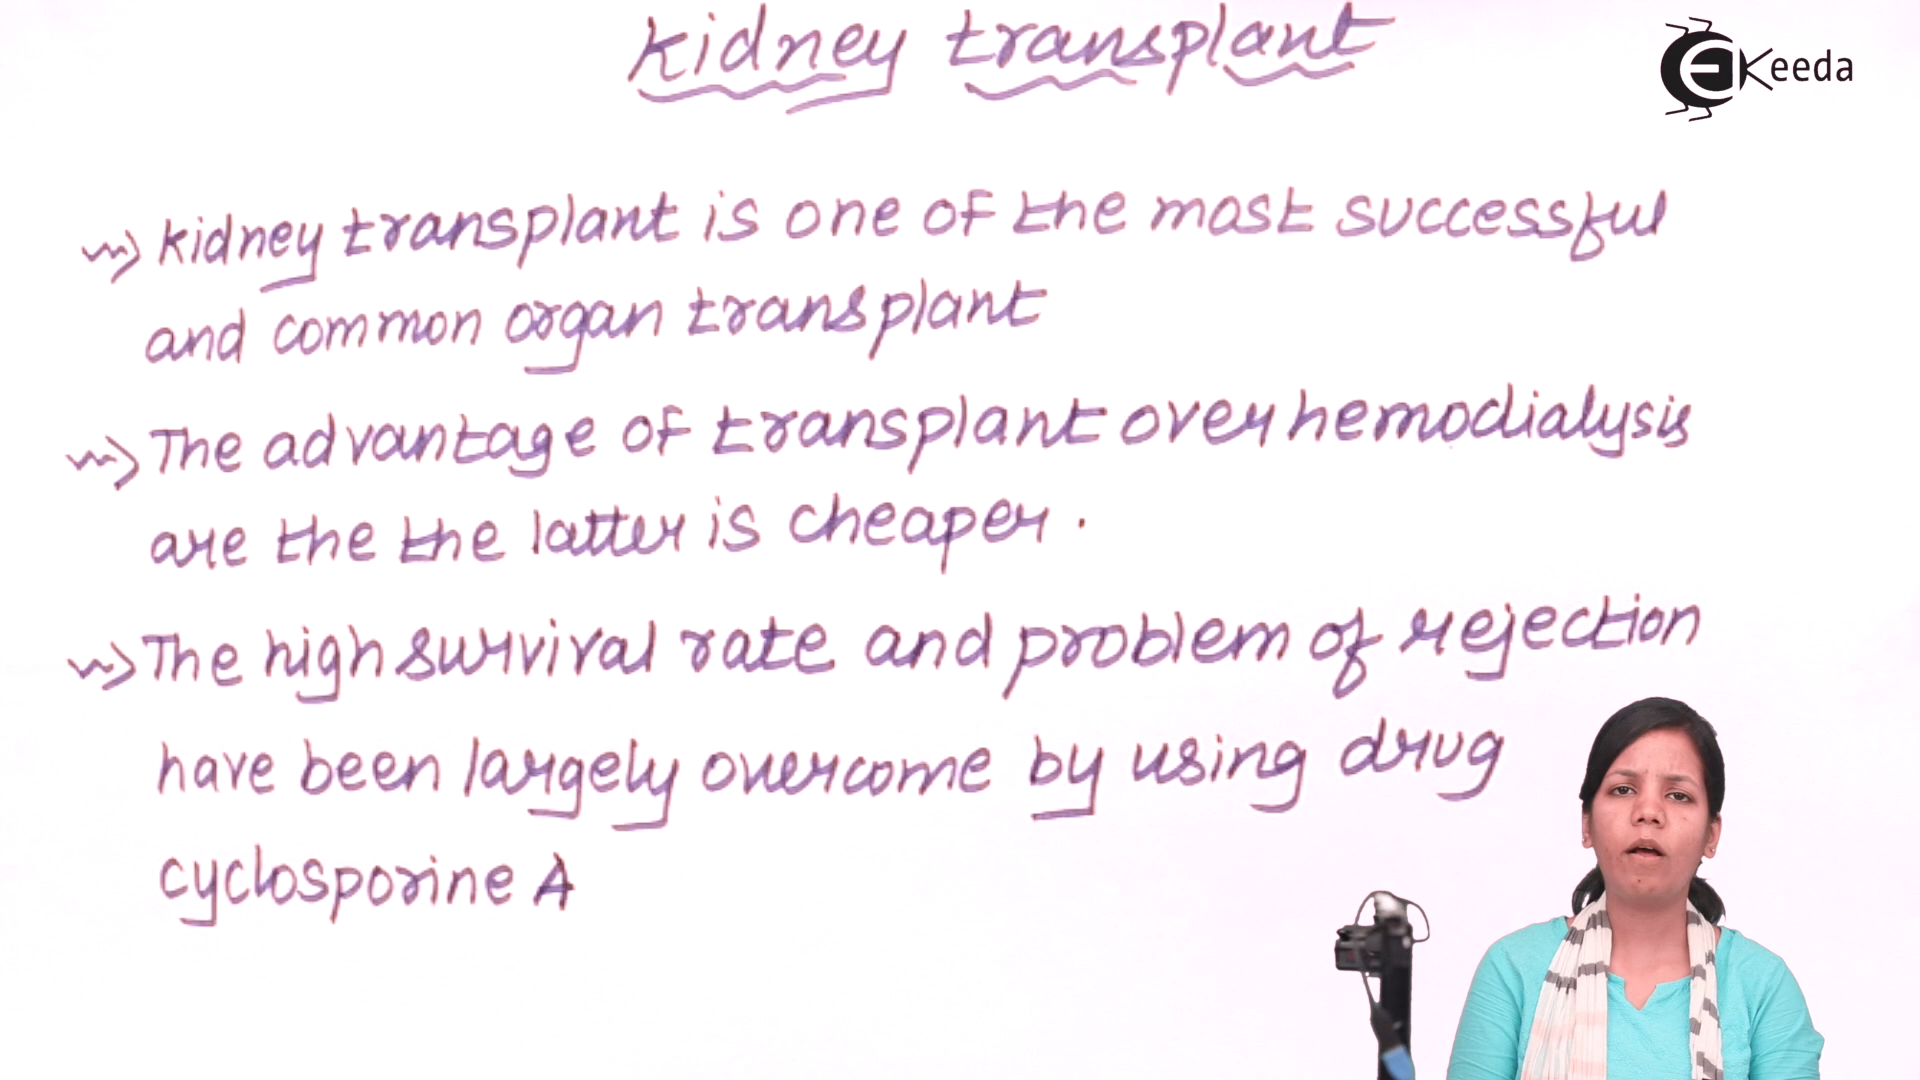 kidney transplant
EKeeda
kidney transplant is one of the most successful
and common organ transplant
The advantage of transplant over hemodialysis
are the the latter is cheaper.
The high survival rate and problem of rejection
have been largely overcome by using drug
cyclosporine A